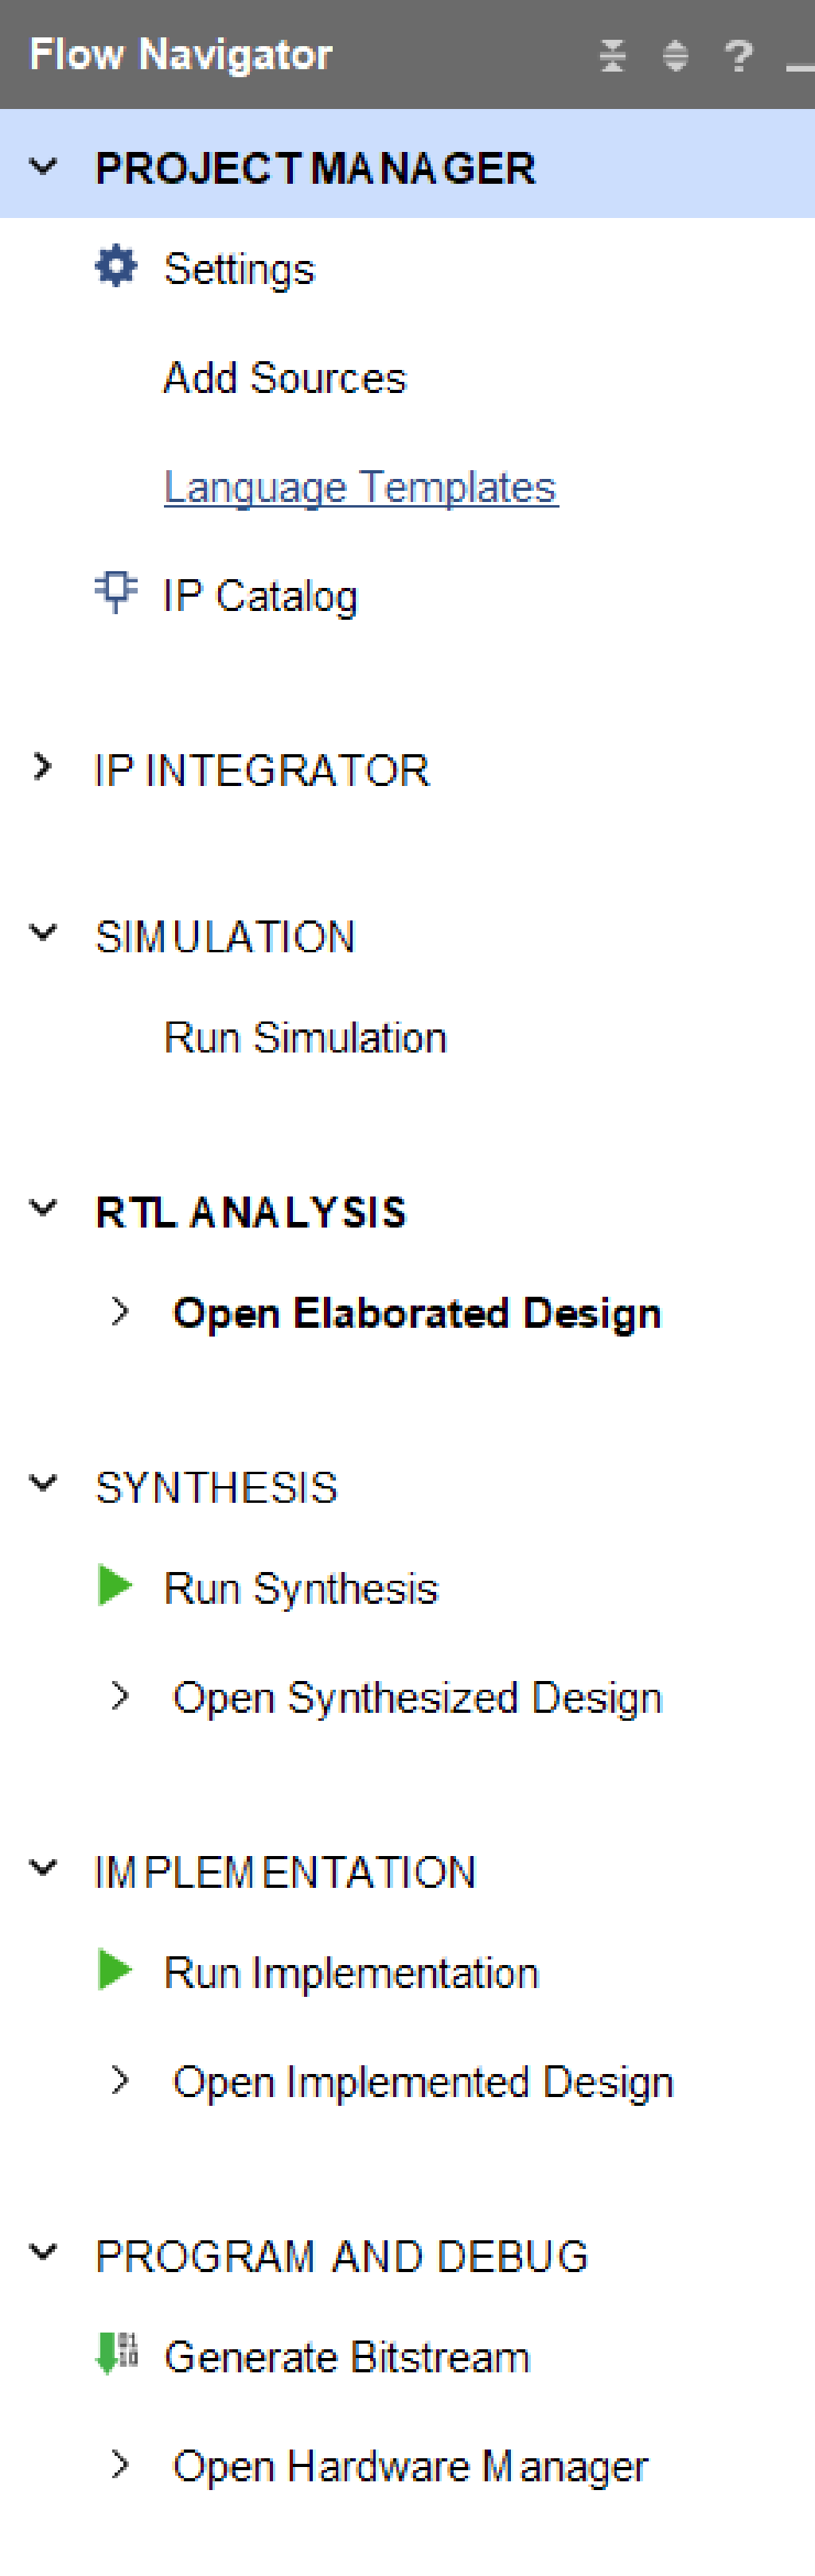 Flow Navigator ?
PROJECT MANAGER
Settings
Add Sources
Language Templates
IP Catalog
IP INTEGRATOR
SIMULATION
Run Simulation
RTL ANALYSIS
Open Elaborated Design
SYNTHESIS
Run Synthesis
Open Synthesized Design
IMPLEMENTATION
Run Implementation
Open Implemented Design
PROGRAM AND DEBUG
Generate Bitstream
Open Hardware Manager